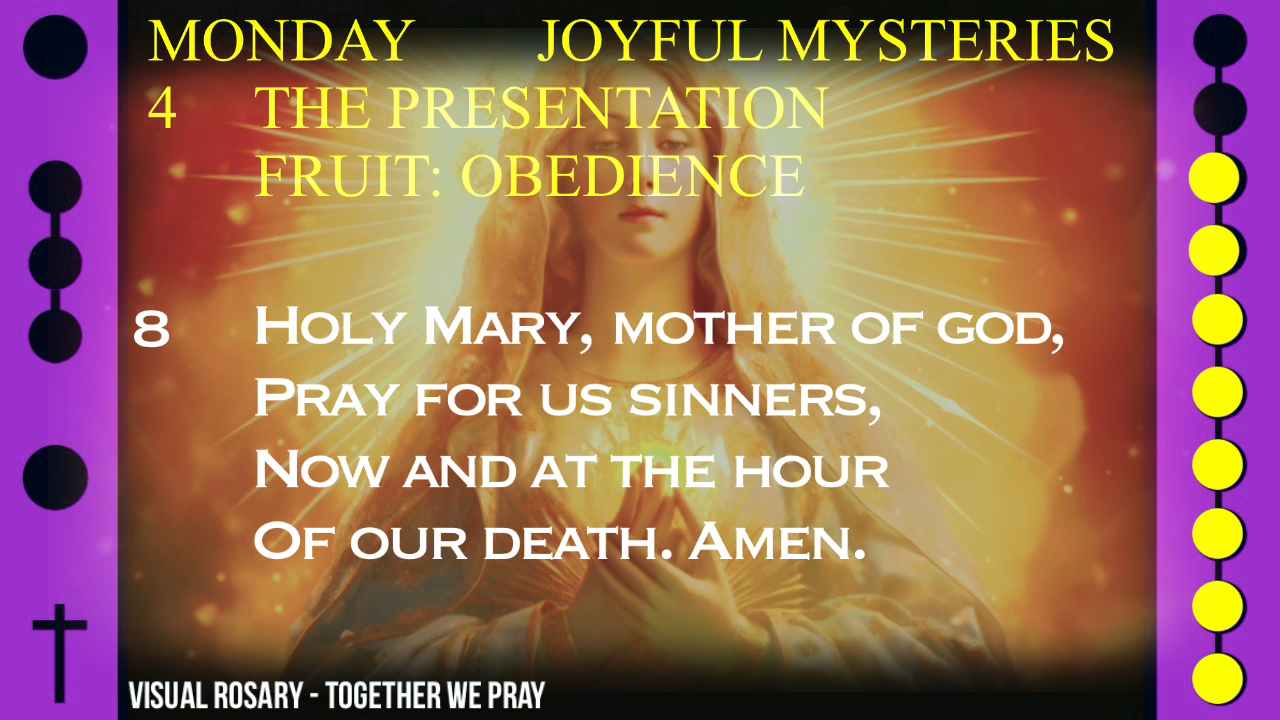 MONDAY JOYFUL MYSTERIES
4 THE PRESENTATION
FRUIT: OBEDIENCE
8 HOLY MARY, MOTHER OF GOD,
PRAY FOR US SINNERS,
NOW AND AT THE HOUR
OF OUR DEATH. AMEN.
VISUAL ROSARY - TOGETHER WE PRAY